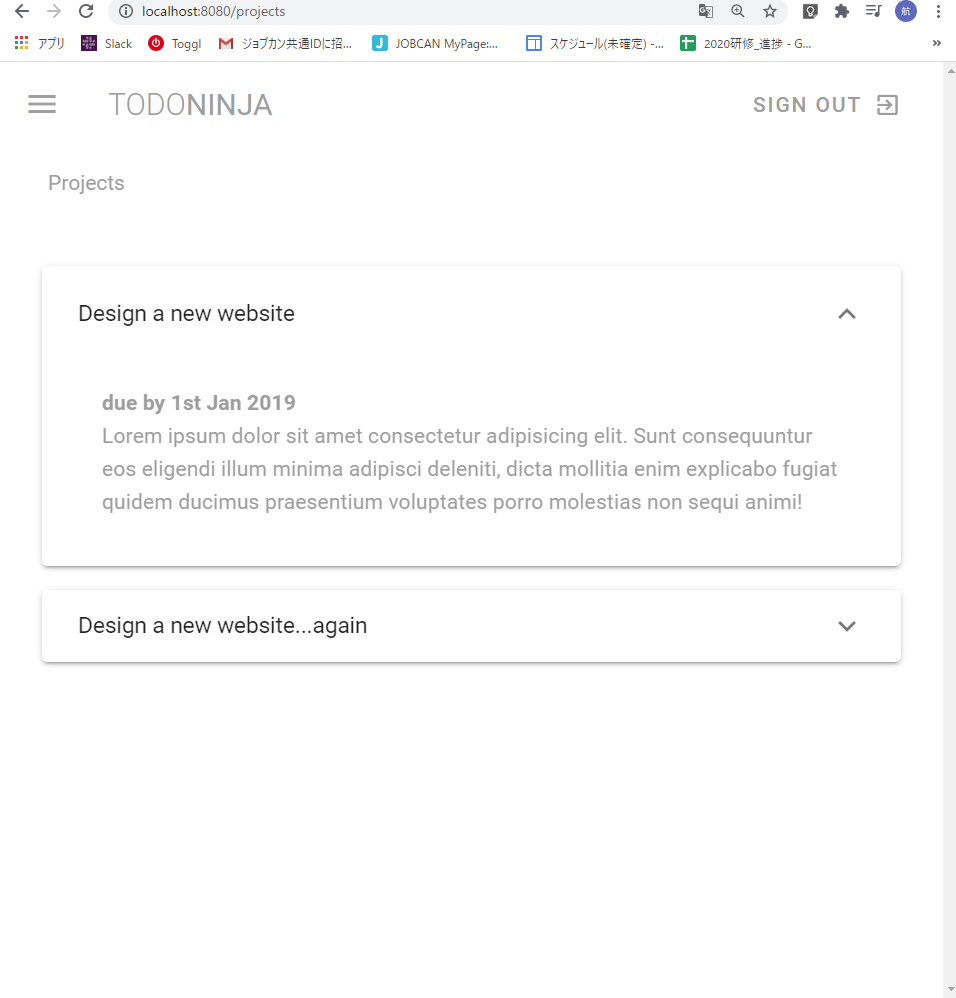 localhost:8080/projects
航
アプリ Slack Toggl ジョブカン共通IDに招... JOBCAN MyPage:... スケジュール(未確定) -... 2020研修_進捗 - G... »
TODONINJA SIGN OUT
Projects
Design a new website
due by 1st Jan 2019
Lorem ipsum dolor sit amet consectetur adipisicing elit. Sunt consequuntur
eos eligendi illum minima adipisci deleniti, dicta mollitia enim explicabo fugiat
quidem ducimus praesentium voluptates porro molestias non sequi animi!
Design a new website...again